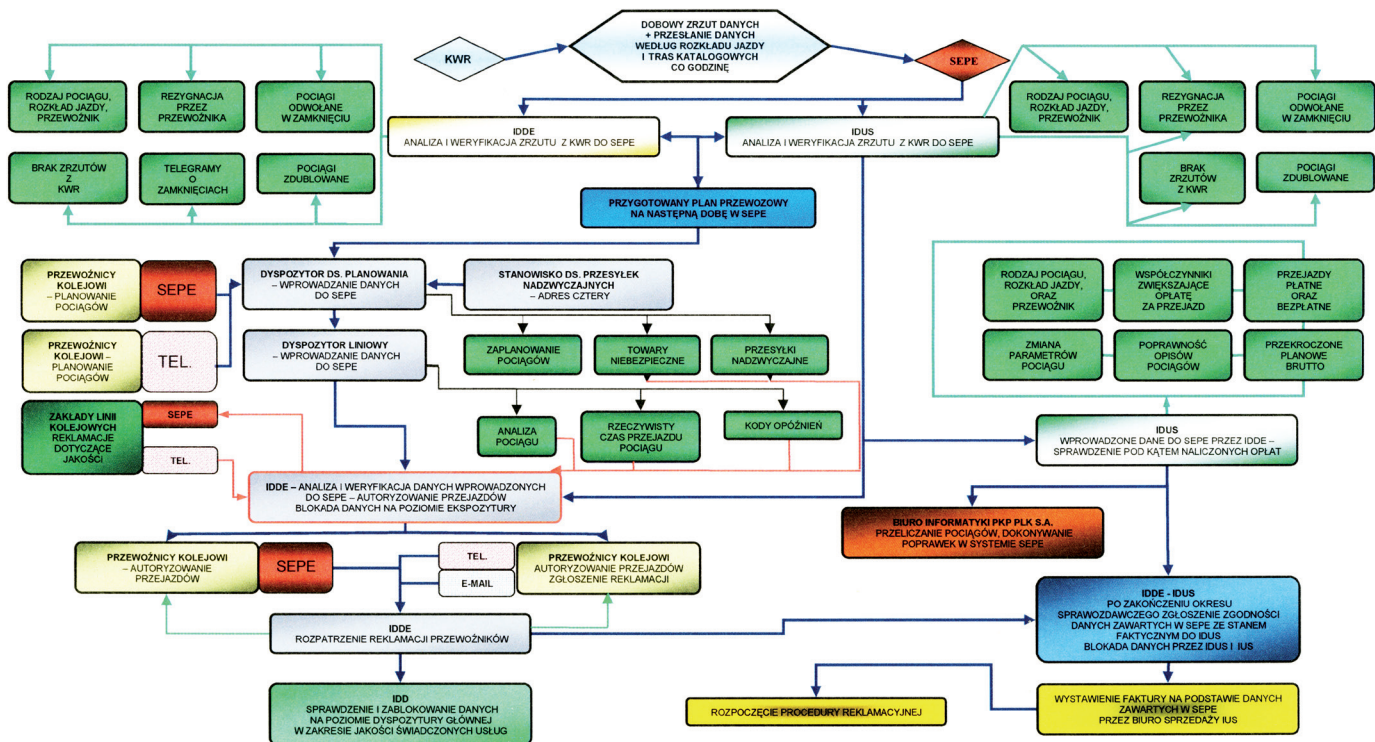 DOBOWY ZRZUT DANYCH
+ PRZESŁANIE DANYCH
WEDŁUG ROZKŁADU JAZDY
I TRAS KATALOGOWYCH
CO GODZINĘ
KWR
SEPE
RODZAJ POCIĄGU,
ROZKŁAD JAZDY,
PRZEWOŹNIK
REZYGNACJA
PRZEZ
PRZEWOŹNIKA
POCIĄGI
ODWOŁANE
W ZAMKNIĘCIU
BRAK ZRZUTÓW
Z
KWR
TELEGRAMY
O
ZAMKNIĘCIACH
POCIĄGI
ZDUBLOWANE
IDDE
ANALIZA I WERYFIKACJA ZRZUTU Z KWR DO SEPE
IDUS
ANALIZA I WERYFIKACJA ZRZUTU Z KWR DO SEPE
RODZAJ POCIĄGU,
ROZKŁAD JAZDY,
PRZEWOŹNIK
REZYGNACJA
PRZEZ
PRZEWOŹNIKA
POCIĄGI
ODWOŁANE
W ZAMKNIĘCIU
BRAK
ZRZUTÓW
Z KWR
POCIĄGI
ZDUBLOWANE
PRZYGOTOWANY PLAN PRZEWOZOWY
NA NASTĘPNĄ DOBĘ W SEPE
PRZEWOŹNICY
KOLEJOWI
– PLANOWANIE
POCIĄGÓW
SEPE
DYSPOZYTOR DS. PLANOWANIA
– WPROWADZANIE DANYCH
DO SEPE
STANOWISKO DS. PRZESYŁEK
NADZWYCZAJNYCH
– ADRES CZTERY
PRZEWOŹNICY
KOLEJOWI –
PLANOWANIE
POCIĄGÓW
TEL.
DYSPOZYTOR LINIOWY
– WPROWADZANIE DANYCH
DO SEPE
ZAPLANOWANIE
POCIĄGÓW
TOWARY
NIEBEZPIECZNE
PRZESYŁKI
NADZWYCZAJNE
RODZAJ POCIĄGU,
ROZKŁAD JAZDY,
ORAZ
PRZEWOŹNIK
WSPÓŁCZYNNIKI
ZWIĘKSZAJĄCE
OPŁATĘ
ZA PRZEJAZD
PRZEJAZDY
PŁATNE
ORAZ
BEZPŁATNE
ZMIANA
PARAMETRÓW
POCIĄGU
POPRAWNOŚĆ
OPISÓW
POCIĄGÓW
PRZEKROCZONE
PLANOWE
BRUTTO
ZAKŁADY LINII
KOLEJOWYCH
REKLAMACJE
DOTYCZĄCE
JAKOŚCI
SEPE
TEL.
ANALIZA
POCIĄGU
RZECZYWISTY
CZAS PRZEJAZDU
POCIĄGU
KODY OPÓŹNIEŃ
IDUS
WPROWADZONE DANE DO SEPE PRZEZ IDDE –
SPRAWDZENIE POD KĄTEM NALICZONYCH OPŁAT
IDDE – ANALIZA I WERYFIKACJA DANYCH WPROWADZONYCH
DO SEPE – AUTORYZOWANIE PRZEJAZDÓW
BLOKADA DANYCH NA POZIOMIE EKSPOZYTURY
BIURO INFORMATYKI PKP PLK S.A.
PRZELICZANIE POCIĄGÓW, DOKONYWANIE
POPRAWEK W SYSTEMIE SEPE
PRZEWOŹNICY KOLEJOWI
– AUTORYZOWANIE
PRZEJAZDÓW
SEPE
TEL.
E-MAIL
PRZEWOŹNICY KOLEJOWI
AUTORYZOWANIE PRZEJAZDÓW
ZGŁOSZENIE REKLAMACJI
IDDE
ROZPATRZENIE REKLAMACJI PRZEWOŹNIKÓW
IDDE - IDUS
PO ZAKOŃCZENIU OKRESU
SPRAWOZDAWCZEGO ZGŁOSZENIE ZGODNOŚCI
DANYCH ZAWARTYCH W SEPE ZE STANEM
FAKTYCZNYM DO IDUS
BLOKADA DANYCH PRZEZ IDUS I IUS
IDD
SPRAWDZENIE I ZABLOKOWANIE DANYCH
NA POZIOMIE DYSPOZYTURY GŁÓWNEJ
W ZAKRESIE JAKOŚCI ŚWIADCZONYCH USŁUG
ROZPOCZĘCIE PROCEDURY REKLAMACYJNEJ
WYSTAWIENIE FAKTURY NA PODSTAWIE DANYCH
ZAWARTYCH W SEPE
PRZEZ BIURO SPRZEDAŻY IUS